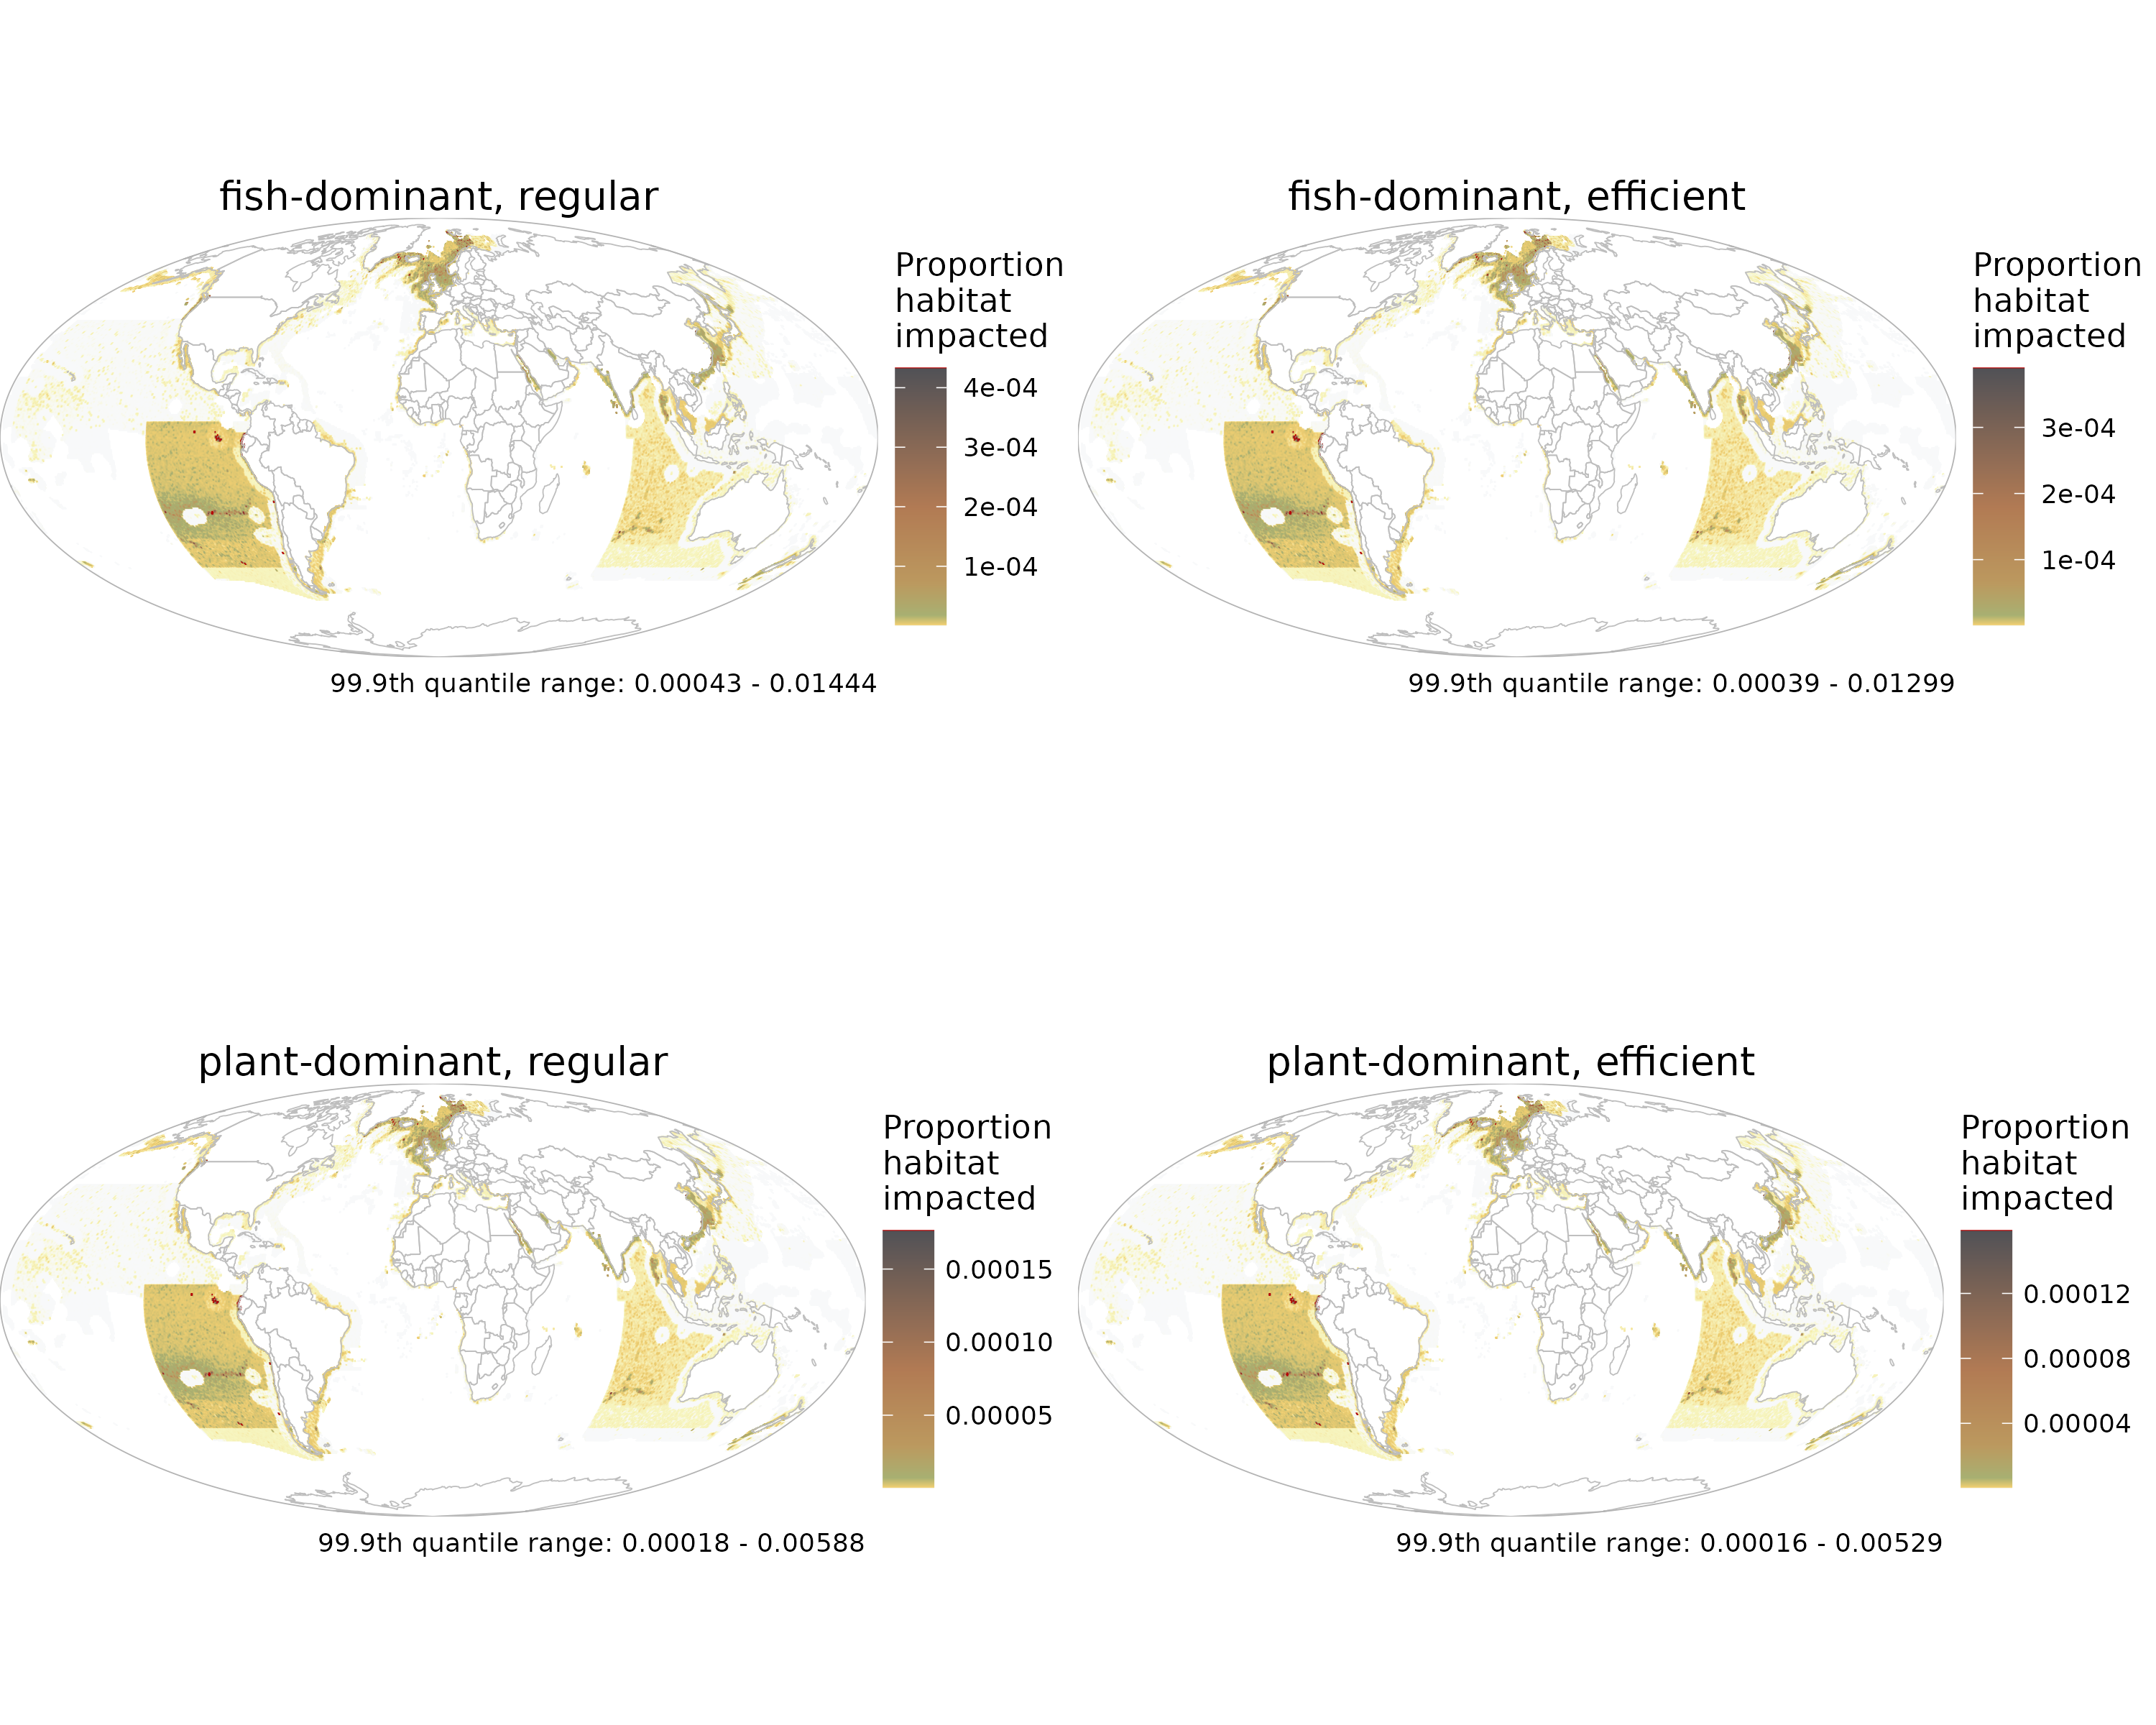 fish-dominant, regular
Proportion
habitat
impacted
4e-04
3e-04
2e-04
1e-04
99.9th quantile range: 0.00043 - 0.01444
fish-dominant, efficient
Proportion
habitat
impacted
3e-04
2e-04
1e-04
99.9th quantile range: 0.00039 - 0.01299
plant-dominant, regular
Proportion
habitat
impacted
0.00015
0.00010
0.00005
99.9th quantile range: 0.00018 - 0.00588
plant-dominant, efficient
Proportion
habitat
impacted
0.00012
0.00008
0.00004
99.9th quantile range: 0.00016 - 0.00529